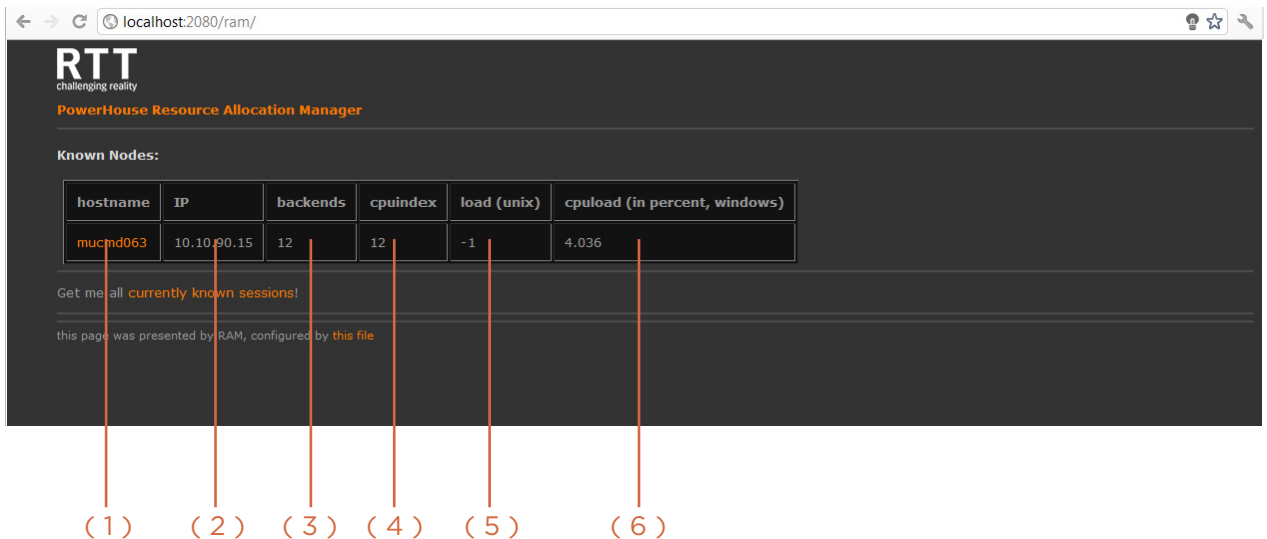 localhost:2080/ram/
RTT
challenging reality
PowerHouse Resource Allocation Manager
Known Nodes:
hostname IP backends cpuindex load (unix) cpuload (in percent, windows)
mucmd063 10.10.90.15 12 12 -1 4.036
Get me all currently known sessions!
this page was presented by RAM, configured by this file
( 1 ) ( 2 ) ( 3 ) ( 4 ) ( 5 ) ( 6 )